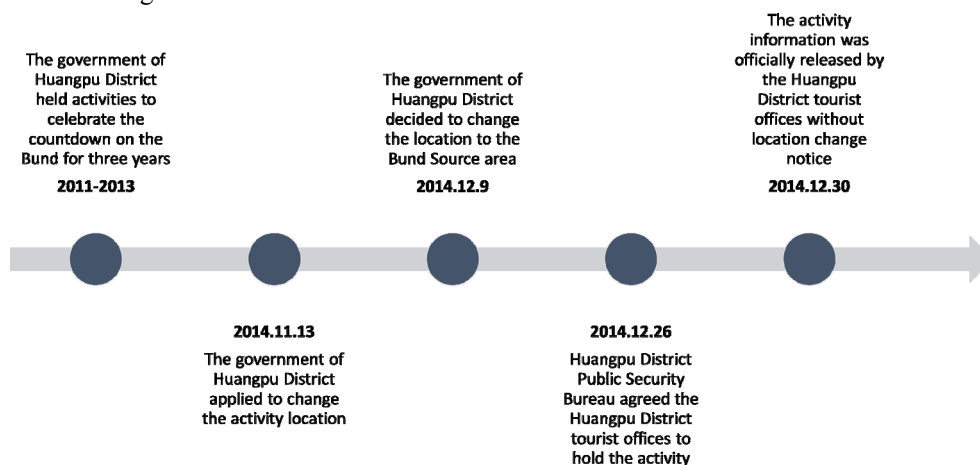 The government of
Huangpu District
held activities to
celebrate the
countdown on the
Bund for three years
2011-2013
2014.11.13
The government of
Huangpu District
applied to change
the activity location
The government of
Huangpu District
decided to change
the location to the
Bund Source area
2014.12.9
2014.12.26
Huangpu District
Public Security
Bureau agreed the
Huangpu District
tourist offices to
hold the activity
The activity
information was
officially released by
the Huangpu
District tourist
offices without
location change
notice
2014.12.30